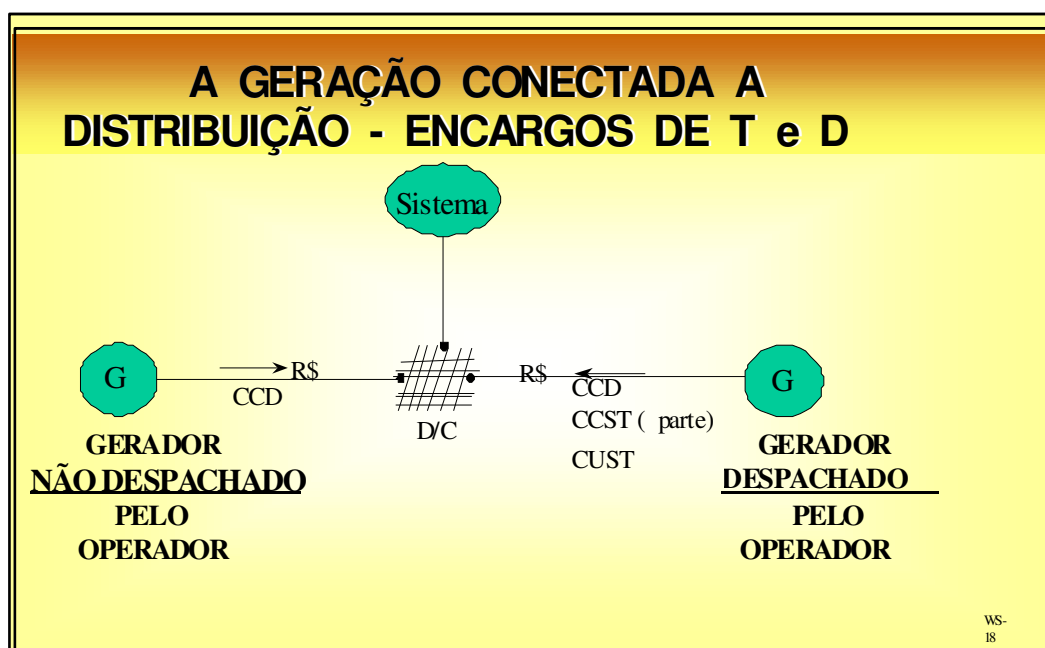 A GERAÇÃO CONECTADA A
DISTRIBUIÇÃO - ENCARGOS DE T e D
Sistema
G
R$
CCD
D/C
R$
CCD
CCST ( parte)
CUST
G
GERADOR
NÃO DESPACHADO
PELO
OPERADOR
GERADOR
DESPACHADO
PELO
OPERADOR
WS-
18